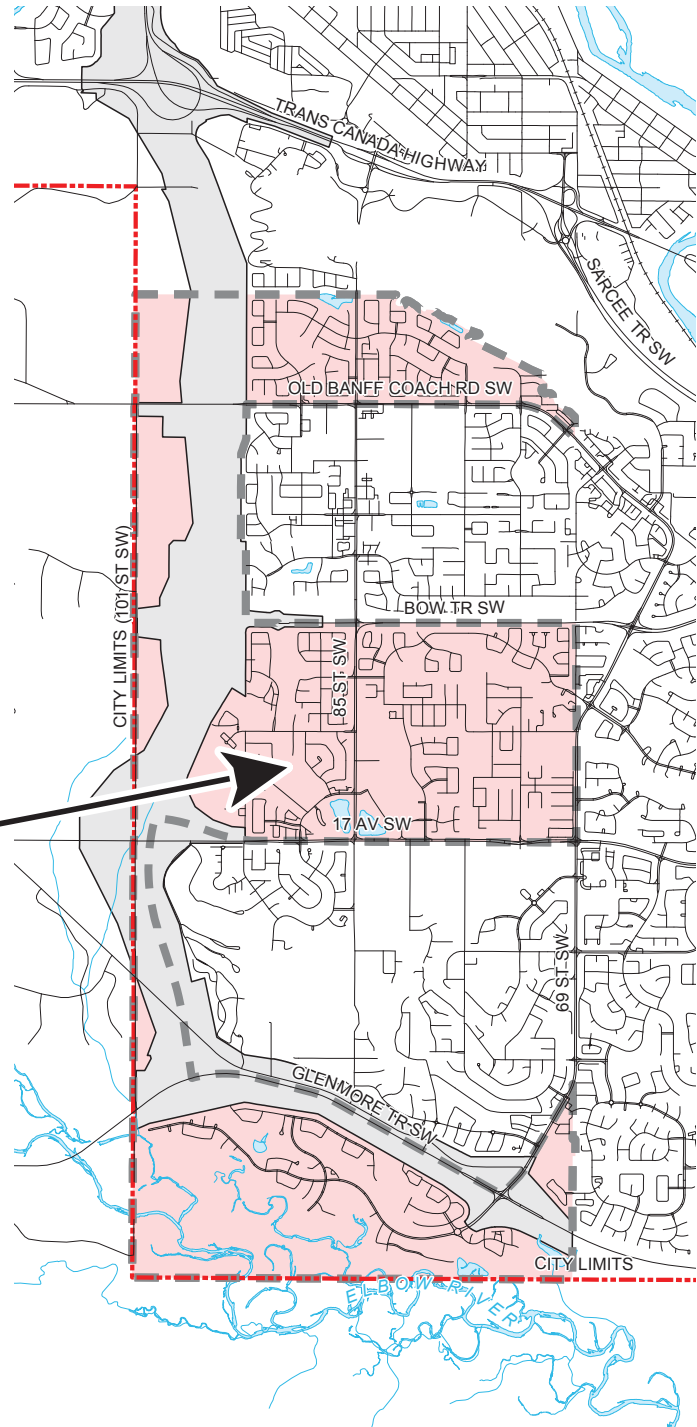 TRANS CANADA HIGHWAY
SARCEE TR SW
OLD BANFF COACH RD SW
CITY LIMITS (101 ST SW)
BOW TR SW
85 ST SW
17 AV SW
69 ST SW
GLENMORE TR SW
CITY LIMITS
ELBOW RIVER